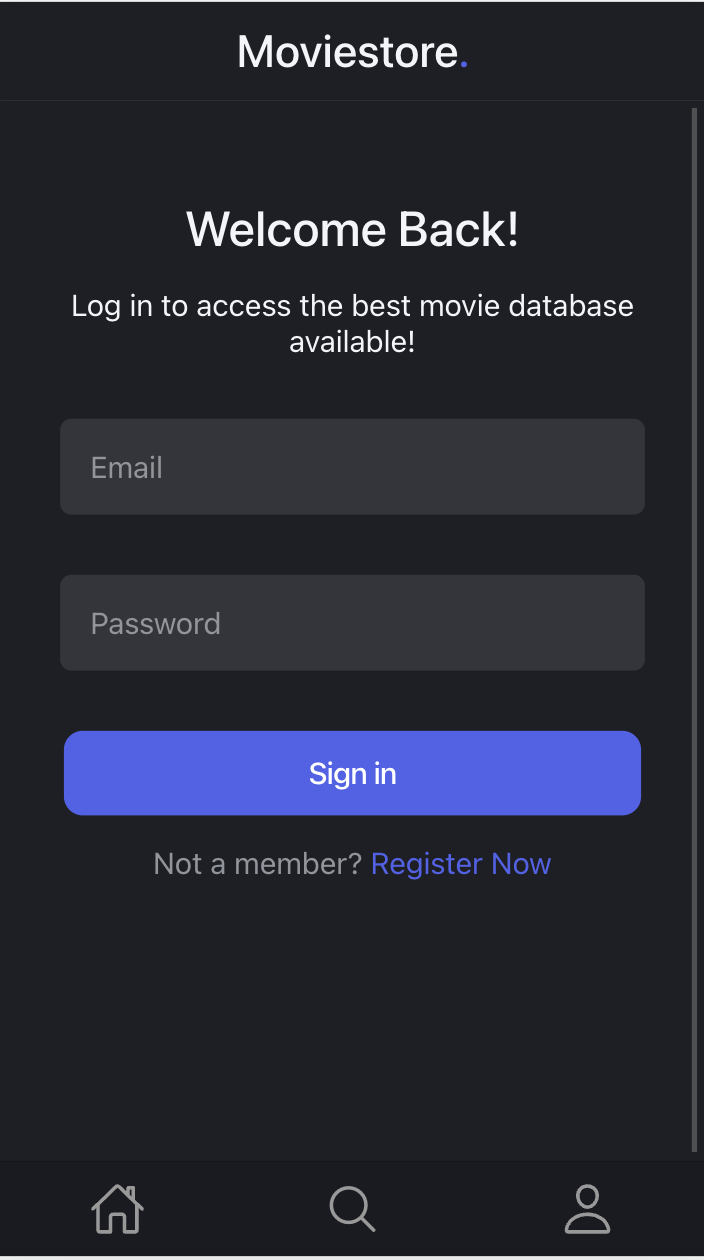 Moviestore.
Welcome Back!
Log in to access the best movie database
available!
Email
Password
Sign in
Not a member? Register Now